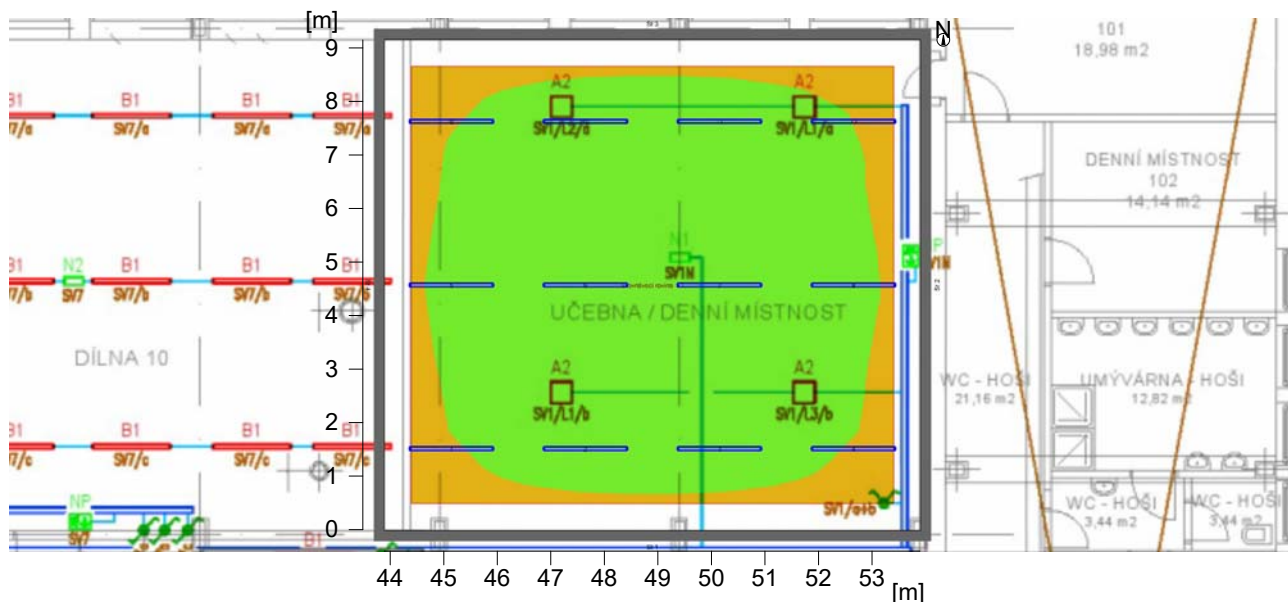 [m]
N
9
8
7
6
5
4
3
2
1
0
44 45 46 47 48 49 50 51 52 53
[m]
B1 B1 B1 B1
SV7/a SV7/a SV7/a
A2 A2
SV1/L2/a SV1/L1/a
101
18,98 m2
DENNÍ MÍSTNOST
102
14,14 m2
N1
SV1N
B1 N2 B1 B1 B1
SV7/b SV7 SV7/b SV7/b
UČEBNA / DENNÍ MÍSTNOST
DÍLNA 10
A2 A2
SV1/L1/b SV1/L3/b
WC - HOŠI
21,16 m2
UMÝVÁRNA - HOŠI
12,82 m2
B1 B1 B1 B1
SV7/c SV7/c SV7/c
NP
SV7
B1
SV1/a+b
WC - HOŠI
3,44 m2
WC - HOŠI
3,44 m2